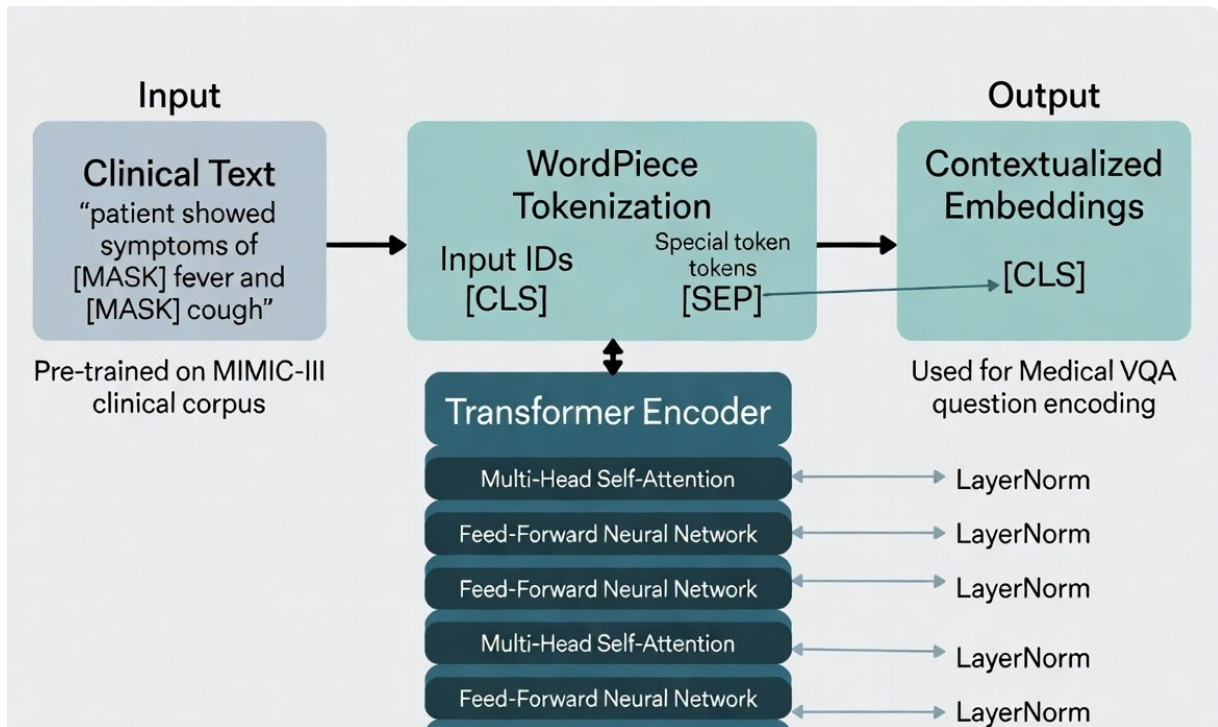 Input
Clinical Text
“patient showed
symptoms of
[MASK] fever and
[MASK] cough”
Pre-trained on MIMIC-III
clinical corpus
WordPiece
Tokenization
Input IDs
[CLS]
Special token
tokens
[SEP]
Output
Contextualized
Embeddings
[CLS]
Used for Medical VQA
question encoding
Transformer Encoder
Multi-Head Self-Attention
LayerNorm
Feed-Forward Neural Network
LayerNorm
Feed-Forward Neural Network
LayerNorm
Multi-Head Self-Attention
LayerNorm
Feed-Forward Neural Network
LayerNorm